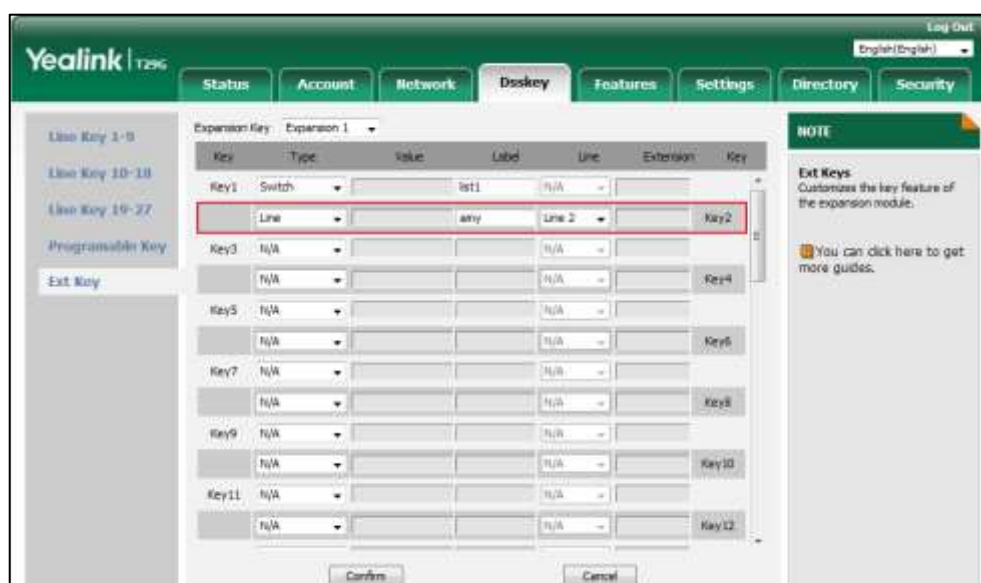 Log Out
Yealink T29G
English(English)
Status Account Network Dsskey Features Settings Directory Security
Line Key 1-9
Line Key 10-18
Line Key 19-27
Programable Key
Ext Key
Expansion Key Expansion 1
Key Type Value Label Line Extension Key
Key1 Switch list1 N/A
Line amy Line 2 Key2
Key3 N/A N/A
N/A N/A Key4
Key5 N/A N/A
N/A N/A Key6
Key7 N/A N/A
N/A N/A Key8
Key9 N/A N/A
N/A N/A Key10
Key11 N/A N/A
N/A N/A Key12
Confirm Cancel
NOTE
Ext Keys
Customizes the key feature of
the expansion module.
You can click here to get
more guides.